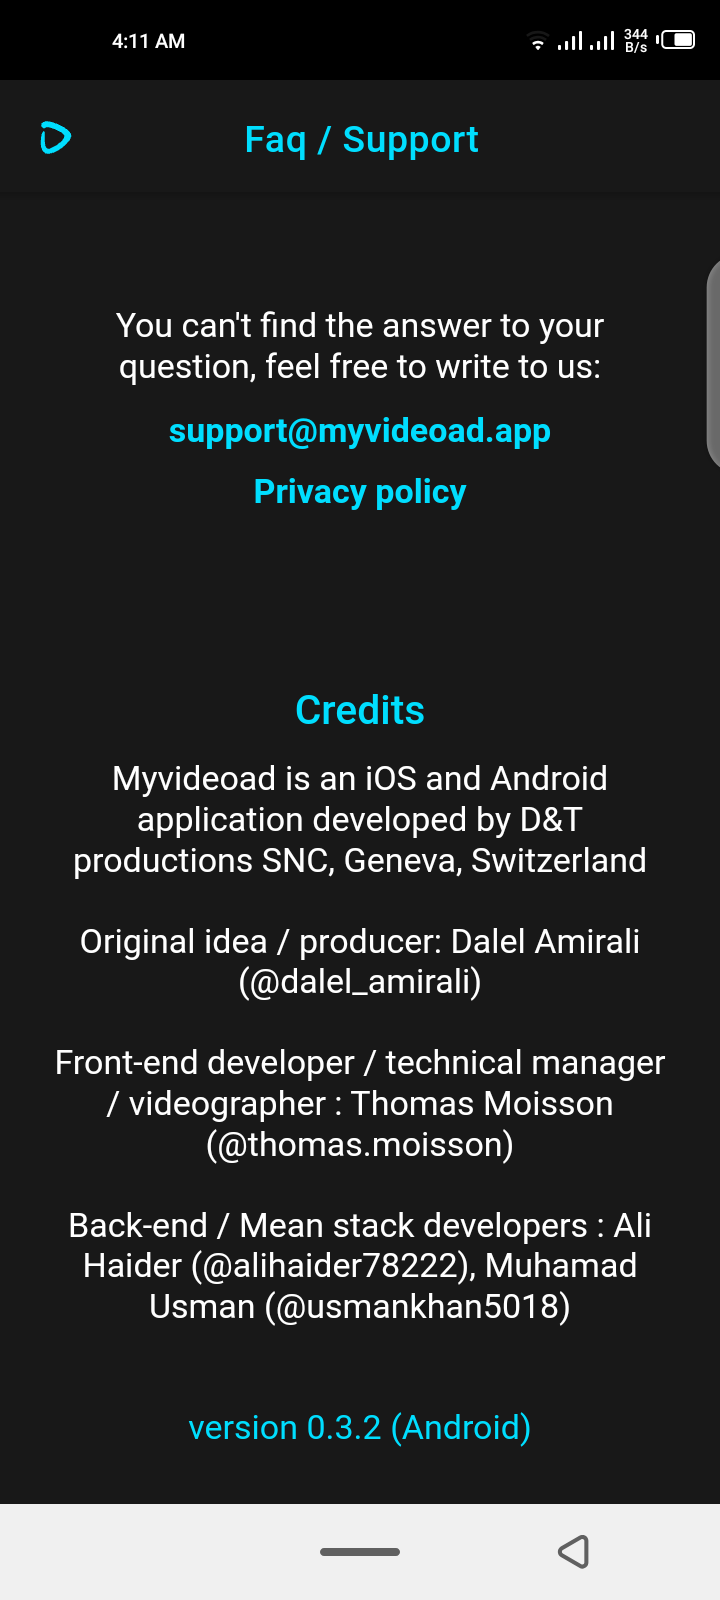 4:11 AM
344
B/s
Faq / Support
You can't find the answer to your
question, feel free to write to us:
support@myvideoad.app
Privacy policy
Credits
Myvideoad is an iOS and Android
application developed by D&T
productions SNC, Geneva, Switzerland
Original idea / producer: Dalel Amirali
(@dalel_amirali)
Front-end developer / technical manager
/ videographer : Thomas Moisson
(@thomas.moisson)
Back-end / Mean stack developers : Ali
Haider (@alihaider78222), Muhamad
Usman (@usmankhan5018)
version 0.3.2 (Android)